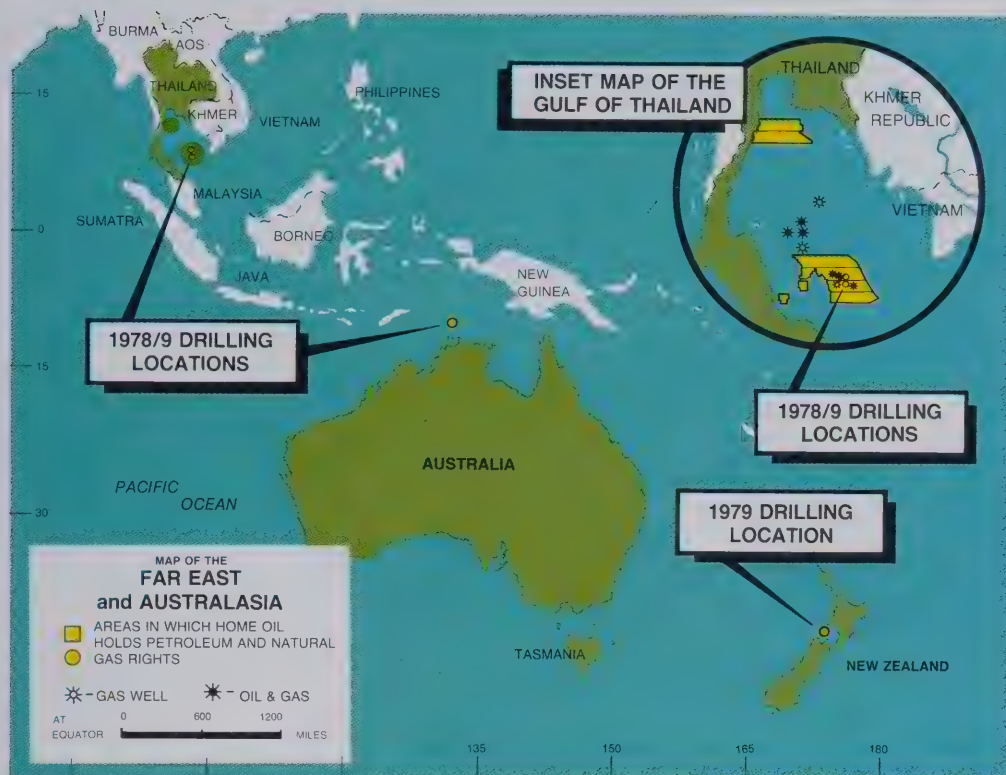 BURMA
LAOS
THAILAND
KHMER
VIETNAM
PHILIPPINES
MALAYSIA
SUMATRA
BORNEO
JAVA
NEW
GUINEA
15
0
15
30
INSET MAP OF THE
GULF OF THAILAND
THAILAND
KHMER
REPUBLIC
VIETNAM
1978/9 DRILLING
LOCATIONS
1978/9 DRILLING
LOCATIONS
1979 DRILLING
LOCATION
AUSTRALIA
PACIFIC
OCEAN
TASMANIA
NEW ZEALAND
MAP OF THE
FAR EAST
and AUSTRALASIA
AREAS IN WHICH HOME OIL
HOLDS PETROLEUM AND NATURAL
GAS RIGHTS
- GAS WELL - OIL & GAS
AT EQUATOR 0 600 1200 MILES
135 150 165 180